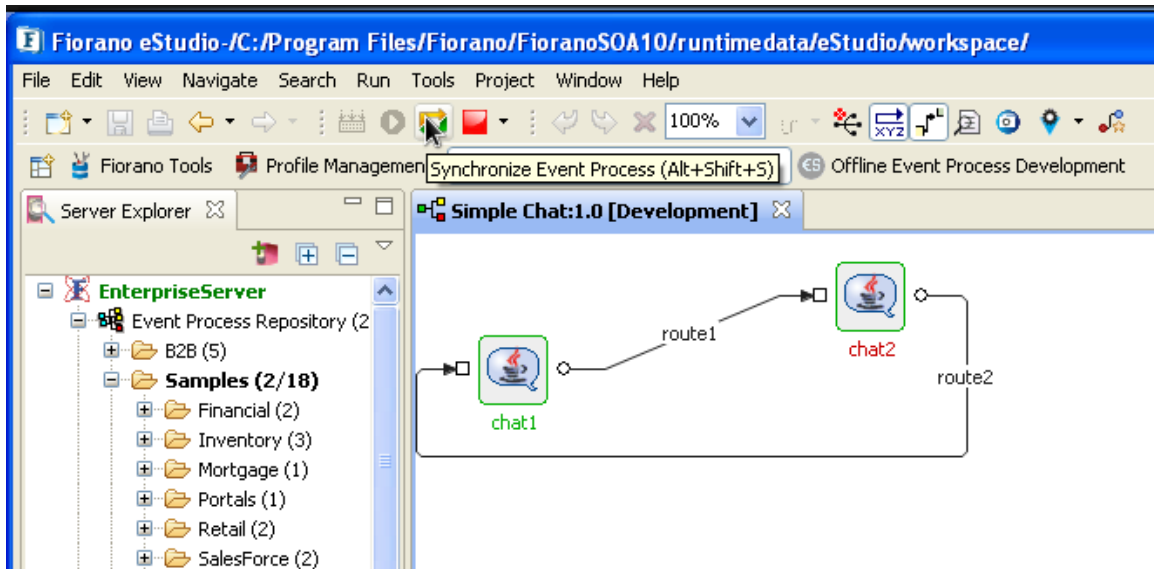 Fiorano eStudio-/C:/Program Files/Fiorano/FioranoSOA10/runtimedata/eStudio/workspace/
File Edit View Navigate Search Run Tools Project Window Help
100%
XYZ
Fiorano Tools Profile Managemen Synchronize Event Process (Alt+Shift+S) Offline Event Process Development
Server Explorer
Simple Chat:1.0 [Development]
EnterpriseServer
Event Process Repository (2
B2B (5)
Samples (2/18)
Financial (2)
Inventory (3)
Mortgage (1)
Portals (1)
Retail (2)
SalesForce (2)
route1
chat2
route2
chat1